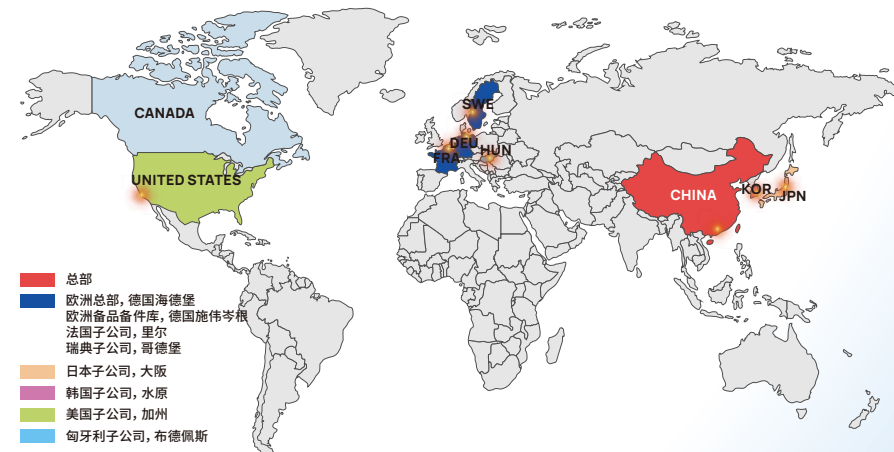 CANADA
UNITED STATES
SWE
DEU
HUN
FRA
CHINA
KOR
JPN
总部
欧洲总部, 德国海德堡
欧洲备品备件库, 德国施伟岑根
法国子公司, 里尔
瑞典子公司, 哥德堡
日本子公司, 大阪
韩国子公司, 水原
美国子公司, 加州
匈牙利子公司, 布德佩斯